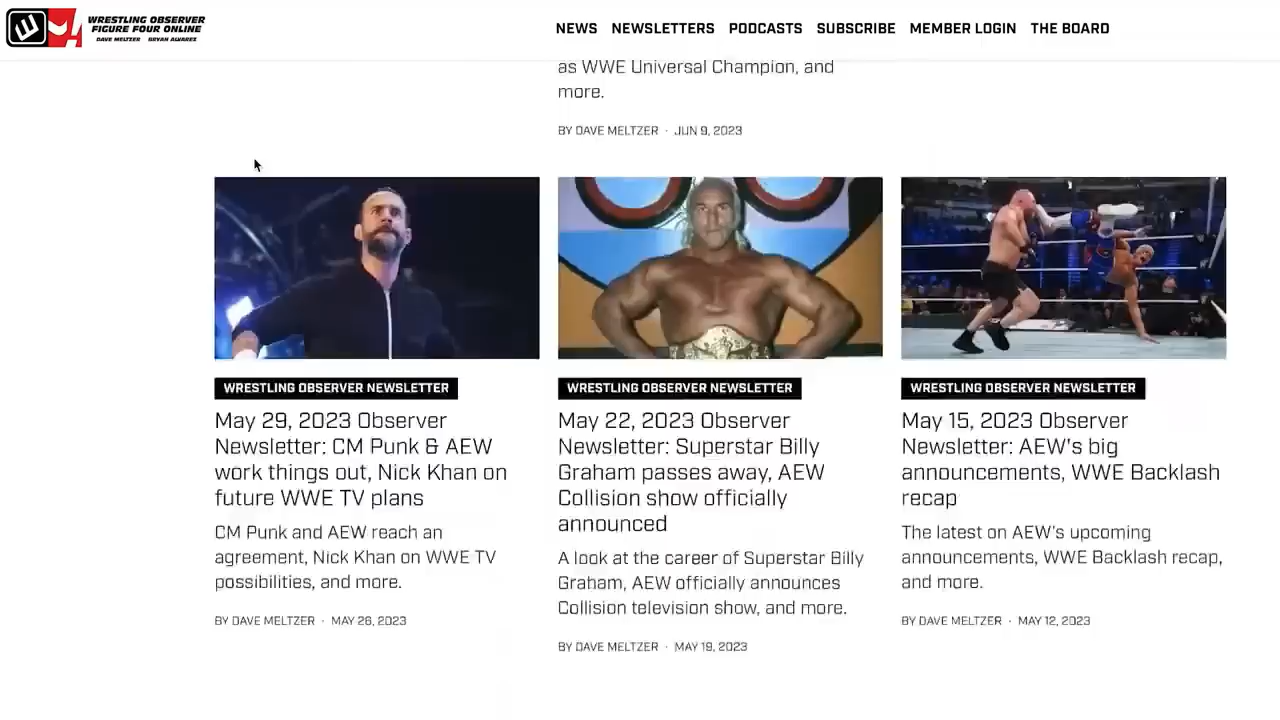 WRESTLING OBSERVER
FIGURE FOUR ONLINE
DAVE MELTZER BRYAN ALVAREZ
NEWS NEWSLETTERS PODCASTS SUBSCRIBE MEMBER LOGIN THE BOARD
as WWE Universal Champion, and
more.
BY DAVE MELTZER · JUN 9, 2023
WRESTLING OBSERVER NEWSLETTER
May 29, 2023 Observer
Newsletter: CM Punk & AEW
work things out, Nick Khan on
future WWE TV plans
CM Punk and AEW reach an
agreement, Nick Khan on WWE TV
possibilities, and more.
BY DAVE MELTZER · MAY 26, 2023
WRESTLING OBSERVER NEWSLETTER
May 22, 2023 Observer
Newsletter: Superstar Billy
Graham passes away, AEW
Collision show officially
announced
A look at the career of Superstar Billy
Graham, AEW officially announces
Collision television show, and more.
BY DAVE MELTZER · MAY 19, 2023
WRESTLING OBSERVER NEWSLETTER
May 15, 2023 Observer
Newsletter: AEW's big
announcements, WWE Backlash
recap
The latest on AEW's upcoming
announcements, WWE Backlash recap,
and more.
BY DAVE MELTZER · MAY 12, 2023